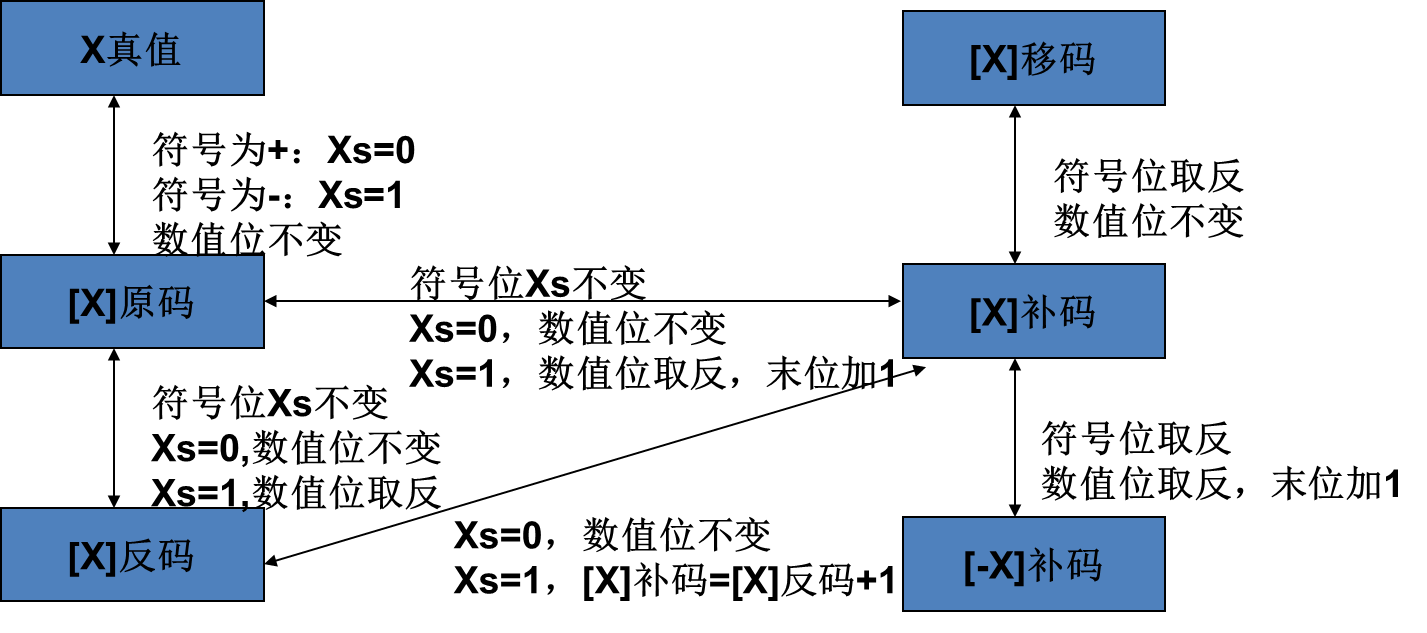 X真值
[X]移码
符号为+：Xs=0
符号为-：Xs=1
数值位不变
符号位取反
数值位不变
[X]原码
符号位Xs不变
Xs=0，数值位不变
Xs=1，数值位取反，末位加1
[X]补码
符号位Xs不变
Xs=0,数值位不变
Xs=1,数值位取反
符号位取反
数值位取反，末位加1
[X]反码
Xs=0，数值位不变
Xs=1，[X]补码=[X]反码+1
[-X]补码